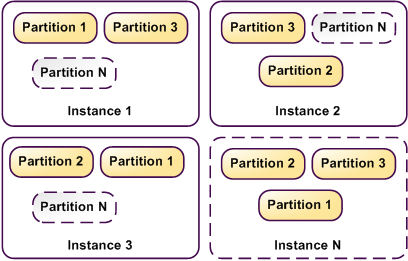 Partition 1
Partition 3
Partition N
Instance 1
Partition 3
Partition N
Partition 2
Instance 2
Partition 2
Partition 1
Partition N
Instance 3
Partition 2
Partition 3
Partition 1
Instance N